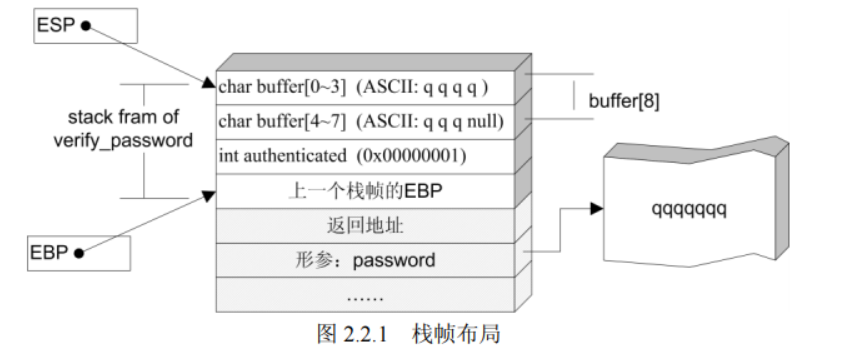 ESP
char buffer[0~3] (ASCII: q q q q )
char buffer[4~7] (ASCII: q q q null)
buffer[8]
stack fram of
verify_password
int authenticated (0x00000001)
上一个栈帧的EBP
qqqqqqq
返回地址
EBP
形参：password
......
图 2.2.1 栈帧布局